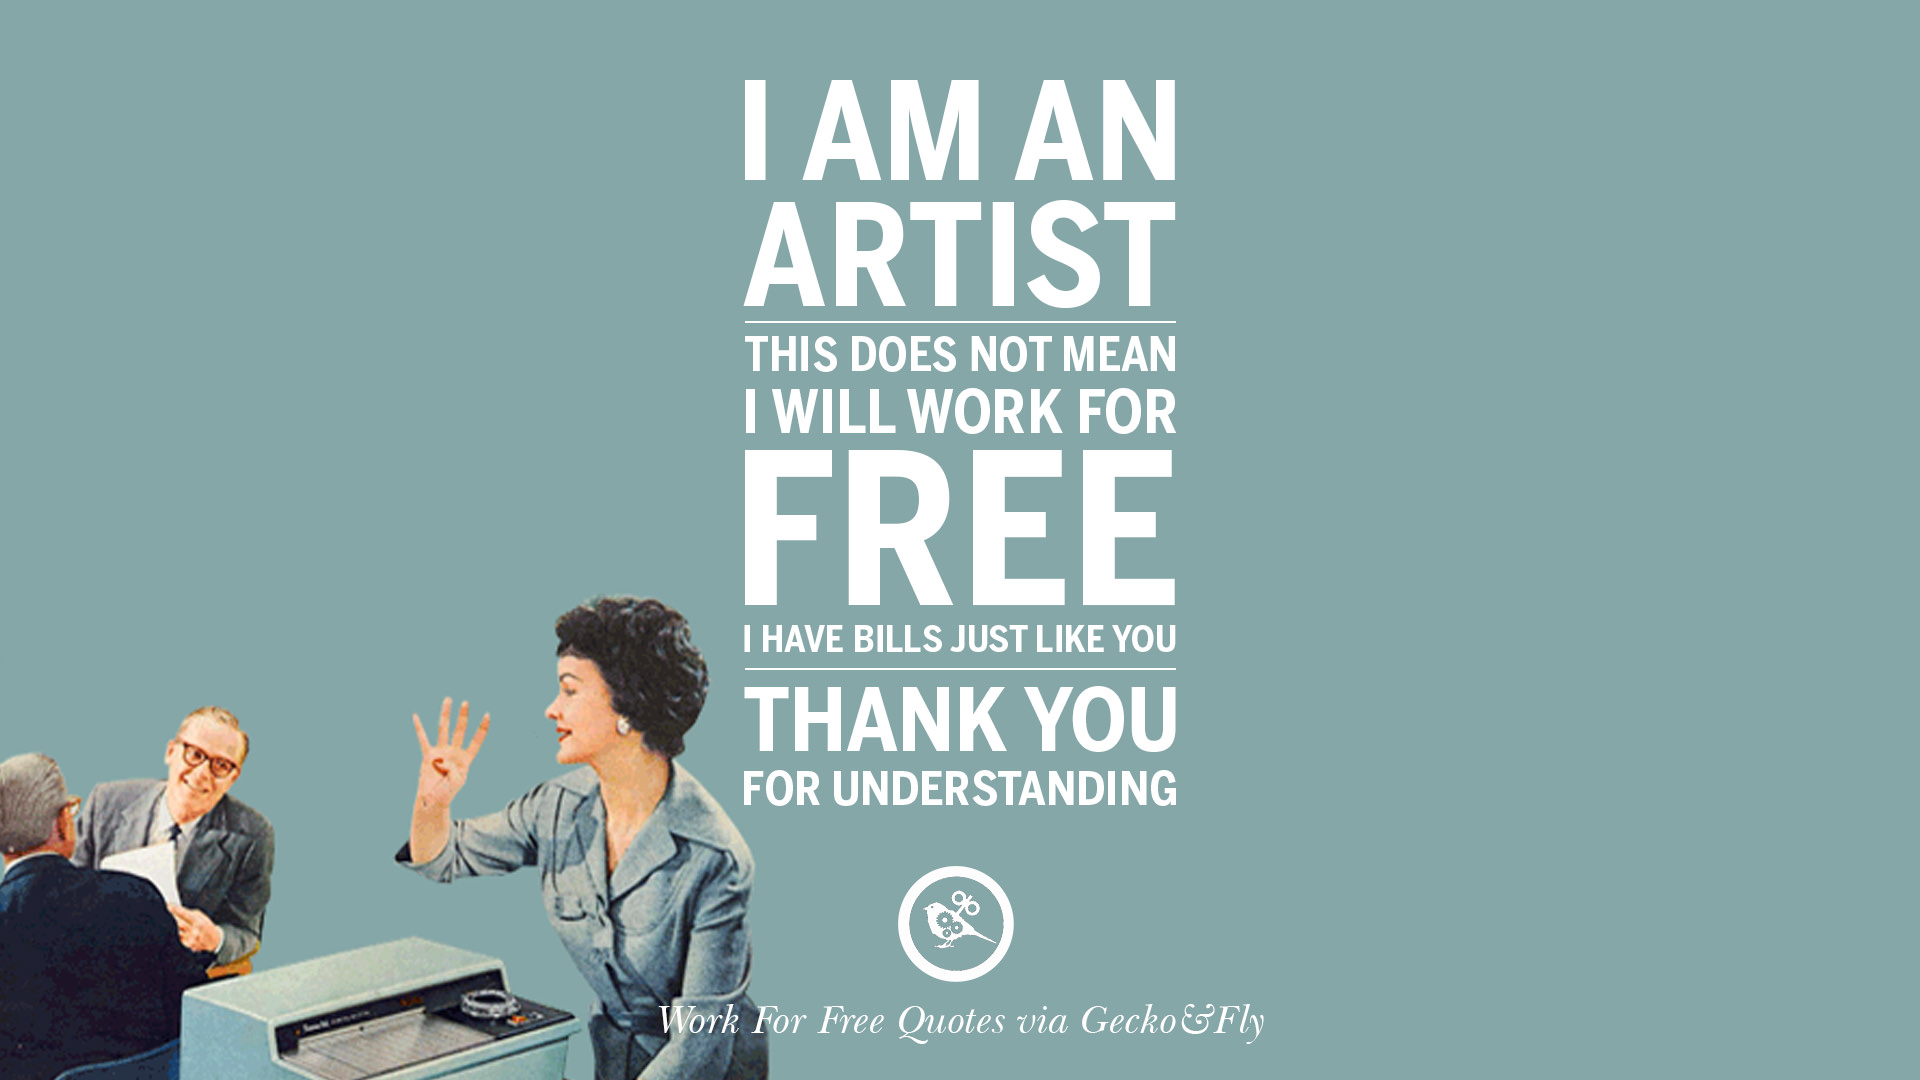 I AM AN
ARTIST
THIS DOES NOT MEAN
I WILL WORK FOR
FREE
I HAVE BILLS JUST LIKE YOU
THANK YOU
FOR UNDERSTANDING
Work For Free Quotes via Gecko&Fly